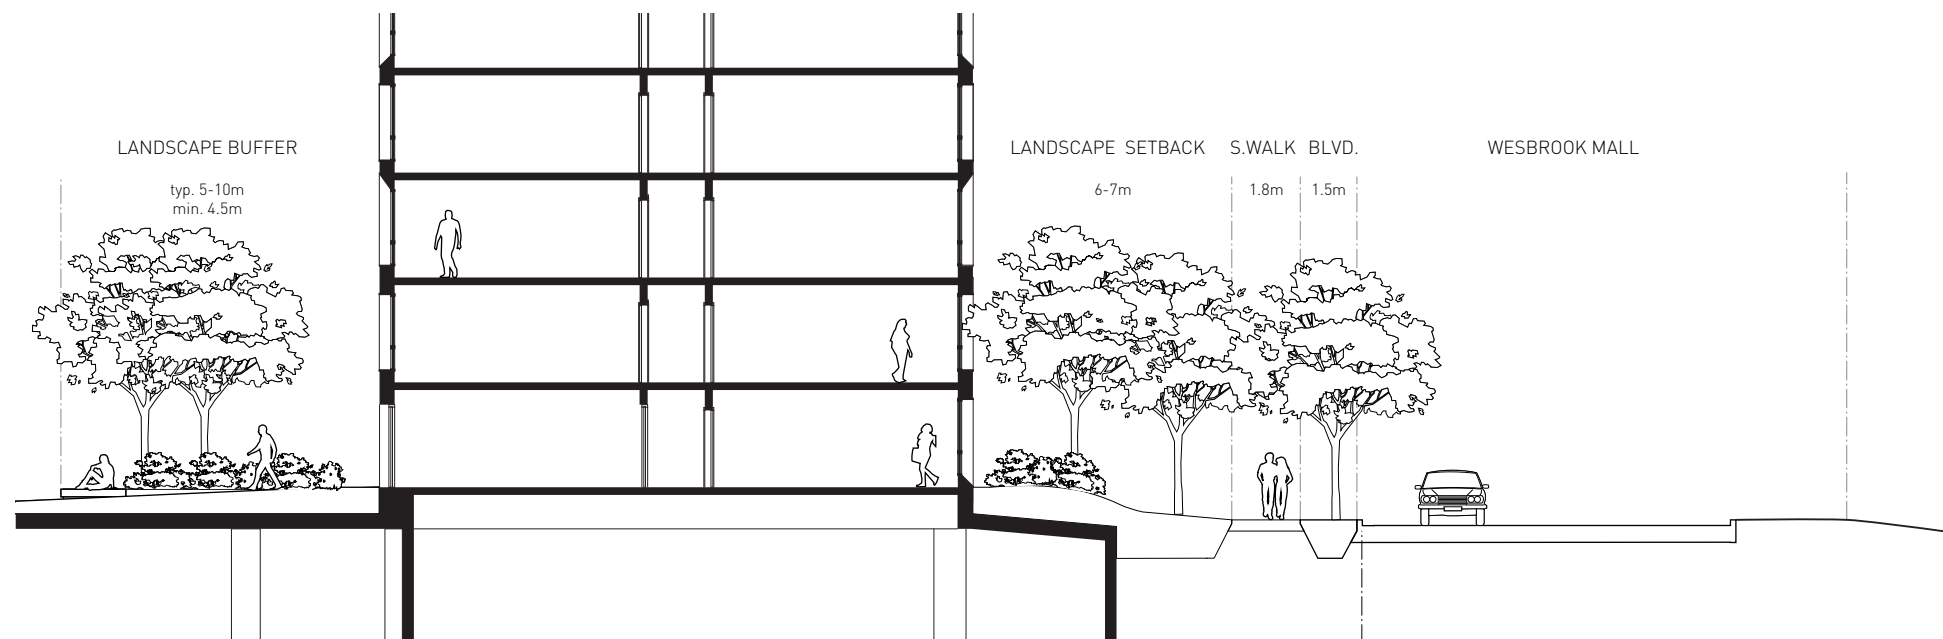 LANDSCAPE BUFFER
typ. 5-10m
min. 4.5m
LANDSCAPE SETBACK
6-7m
S.WALK
1.8m
BLVD.
1.5m
WESBROOK MALL